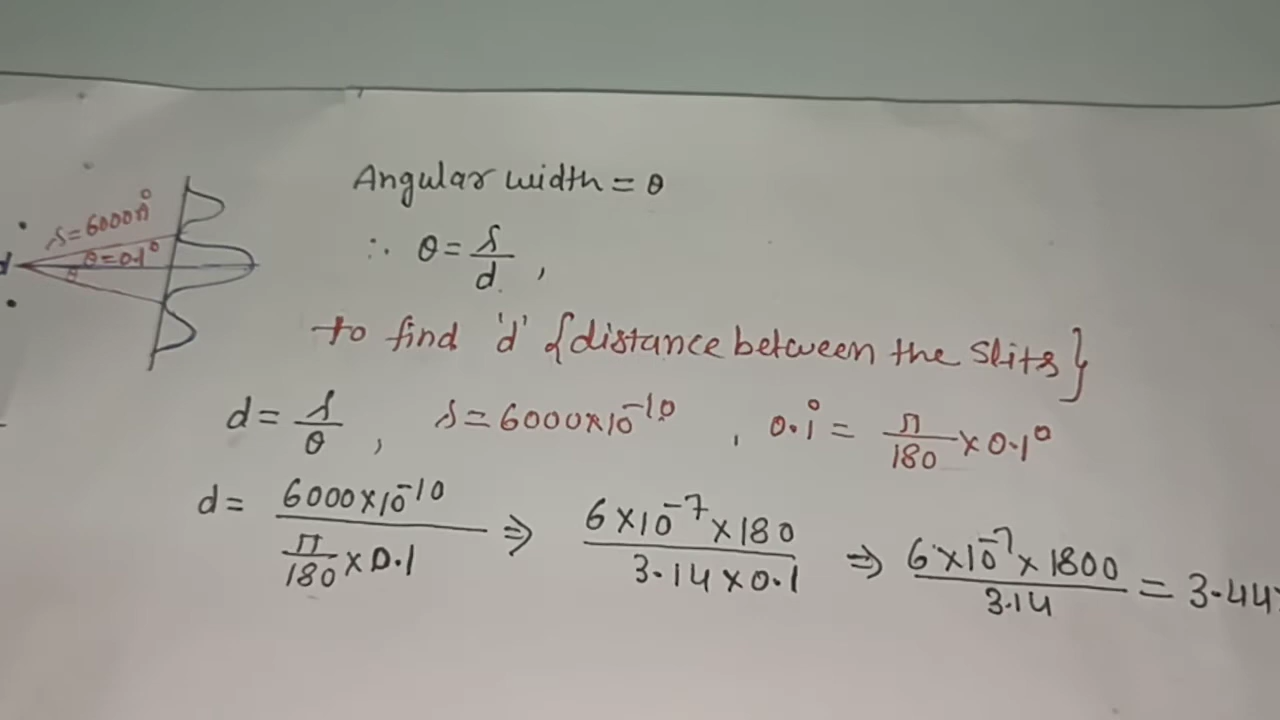 Angular width = θ
λ = 6000 Å
∴ θ = λ/d ,
θ = 0.1°
d
θ
to find 'd' {distance between the slits}
d = λ/θ , λ = 6000×10⁻¹⁰ , 0.1° = π/180 × 0.1°
d = 6000×10⁻¹⁰ / π/180 × 0.1 ⇒ 6×10⁻⁷×180 / 3.14×0.1 ⇒ 6×10⁻⁷×1800 / 3.14 = 3.44